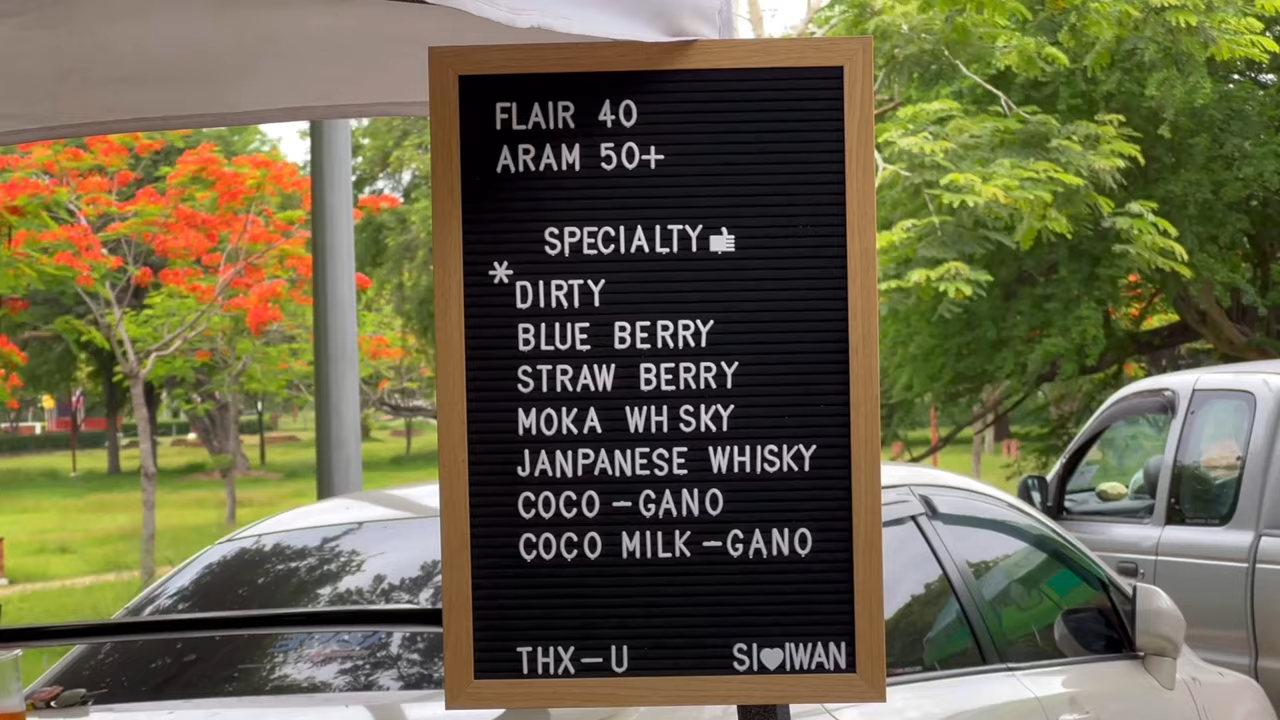 FLAIR 40
ARAM 50+
SPECIALTY👍
*
DIRTY
BLUE BERRY
STRAW BERRY
MOKA WH SKY
JANPANESE WHISKY
COCO -GANO
COCO MILK -GANO
THX-U
SI♥IWAN